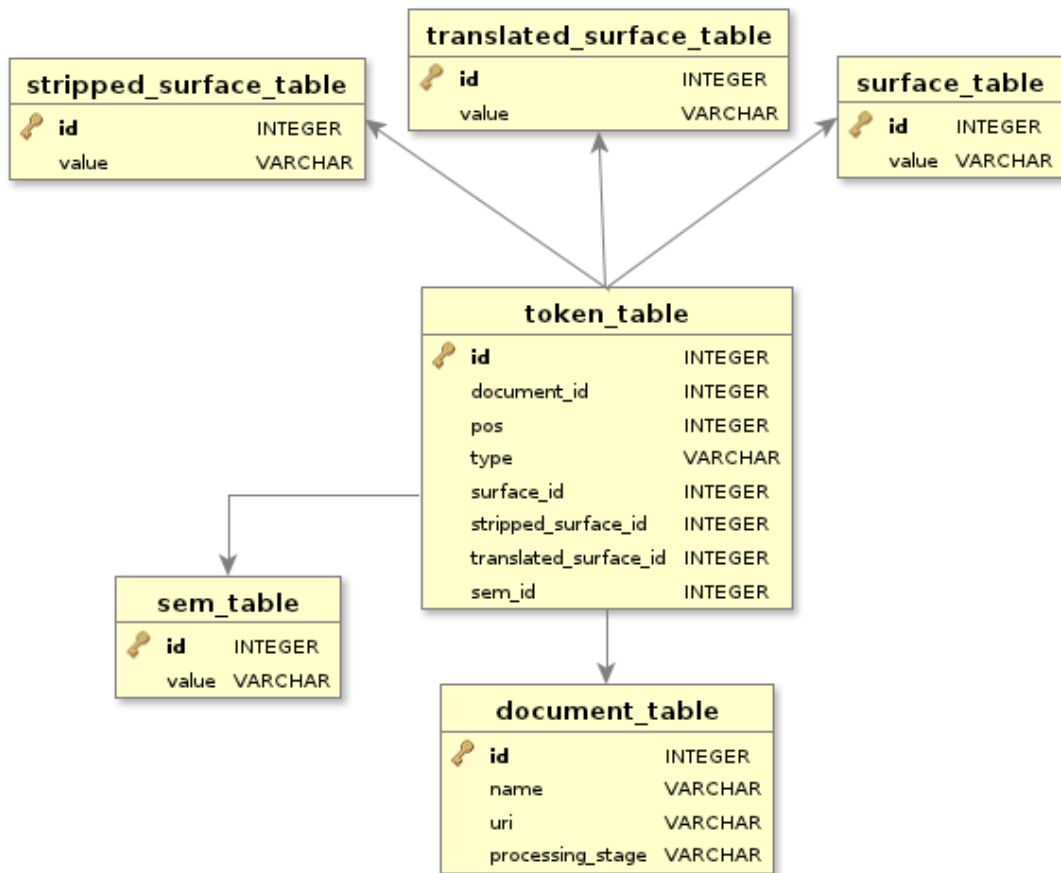 translated_surface_table
id INTEGER
value VARCHAR
stripped_surface_table
id INTEGER
value VARCHAR
surface_table
id INTEGER
value VARCHAR
token_table
id INTEGER
document_id INTEGER
pos INTEGER
type VARCHAR
surface_id INTEGER
stripped_surface_id INTEGER
translated_surface_id INTEGER
sem_id INTEGER
sem_table
id INTEGER
value VARCHAR
document_table
id INTEGER
name VARCHAR
uri VARCHAR
processing_stage VARCHAR